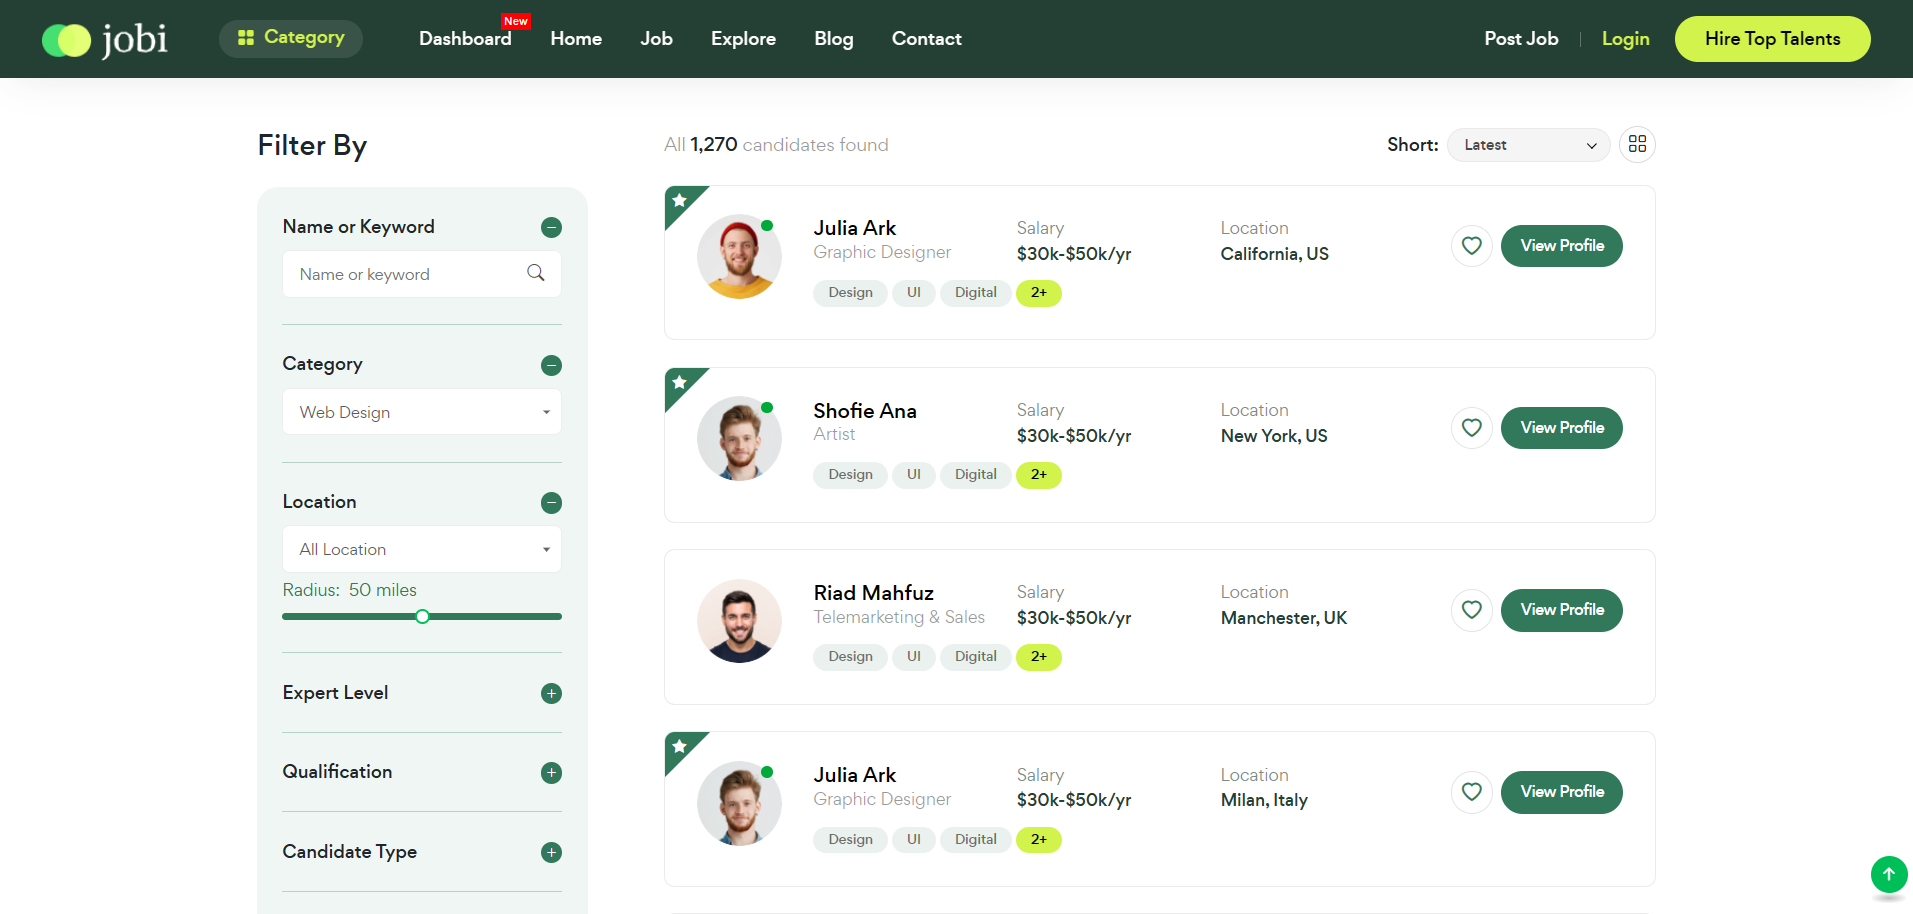 jobi
Category
Dashboard
New
Home
Job
Explore
Blog
Contact
Post Job
Login
Hire Top Talents
Filter By
Name or Keyword
Name or keyword
Category
Web Design
Location
All Location
Radius: 50 miles
Expert Level
Qualification
Candidate Type
All 1,270 candidates found
Short:
Latest
Julia Ark
Graphic Designer
Salary
$30k-$50k/yr
Location
California, US
View Profile
Design UI Digital 2+
Shofie Ana
Artist
Salary
$30k-$50k/yr
Location
New York, US
View Profile
Design UI Digital 2+
Riad Mahfuz
Telemarketing & Sales
Salary
$30k-$50k/yr
Location
Manchester, UK
View Profile
Design UI Digital 2+
Julia Ark
Graphic Designer
Salary
$30k-$50k/yr
Location
Milan, Italy
View Profile
Design UI Digital 2+